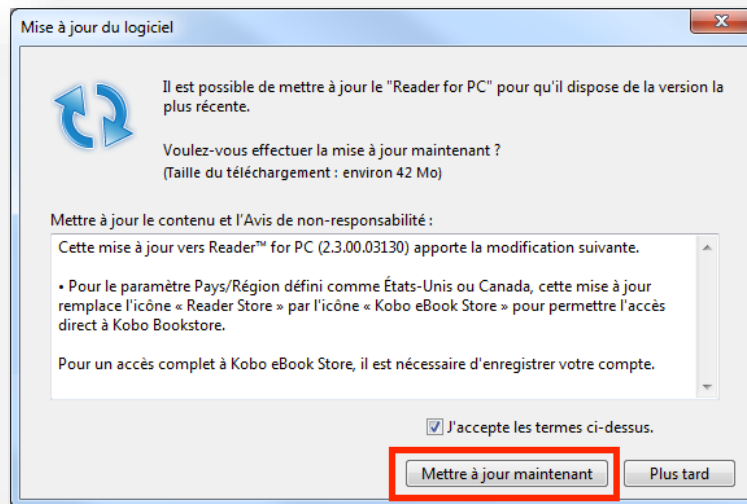 Mise à jour du logiciel
Il est possible de mettre à jour le "Reader for PC" pour qu'il dispose de la version la
plus récente.
Voulez-vous effectuer la mise à jour maintenant ?
(Taille du téléchargement : environ 42 Mo)
Mettre à jour le contenu et l'Avis de non-responsabilité :
Cette mise à jour vers Reader™ for PC (2.3.00.03130) apporte la modification suivante.
• Pour le paramètre Pays/Région défini comme États-Unis ou Canada, cette mise à jour
remplace l'icône « Reader Store » par l'icône « Kobo eBook Store » pour permettre l'accès
direct à Kobo Bookstore.
Pour un accès complet à Kobo eBook Store, il est nécessaire d'enregistrer votre compte.
J'accepte les termes ci-dessus.
Mettre à jour maintenant
Plus tard